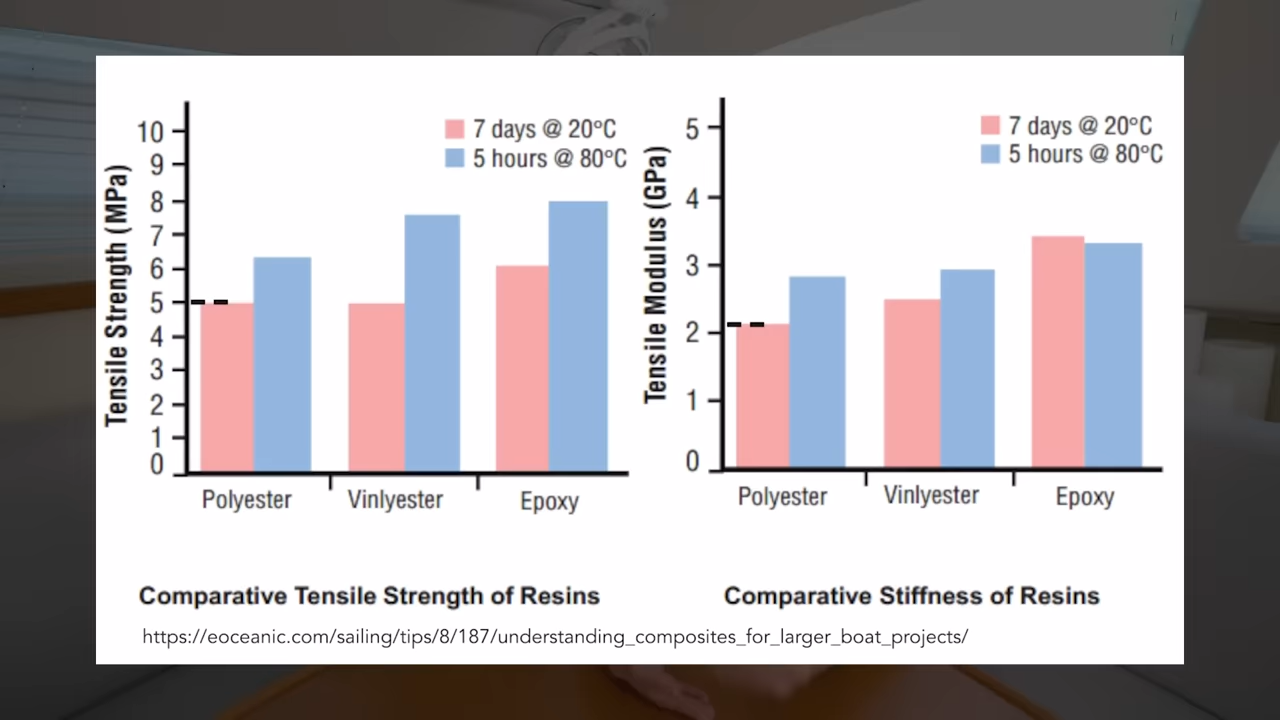 Tensile Strength (MPa)
10
9
8
7
6
5
4
3
2
1
0
7 days @ 20°C
5 hours @ 80°C
Polyester
Vinlyester
Epoxy
Comparative Tensile Strength of Resins
Tensile Modulus (GPa)
5
4
3
2
1
0
7 days @ 20°C
5 hours @ 80°C
Polyester
Vinlyester
Epoxy
Comparative Stiffness of Resins
https://eoceanic.com/sailing/tips/8/187/understanding_composites_for_larger_boat_projects/